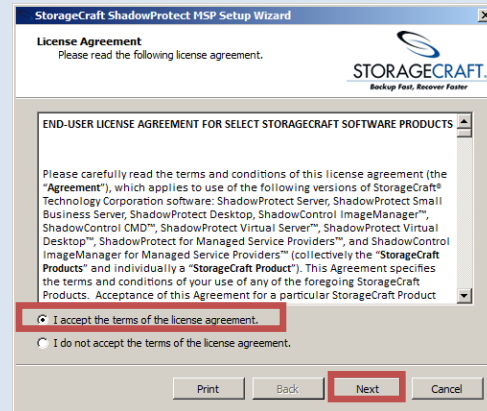 StorageCraft ShadowProtect MSP Setup Wizard
License Agreement
Please read the following license agreement.
STORAGECRAFT.
Backup Fast, Recover Faster
END-USER LICENSE AGREEMENT FOR SELECT STORAGECRAFT SOFTWARE PRODUCTS
Please carefully read the terms and conditions of this license agreement (the
“Agreement”), which applies to use of the following versions of StorageCraft®
Technology Corporation software: ShadowProtect Server, ShadowProtect Small
Business Server, ShadowProtect Desktop, ShadowControl ImageManager™,
ShadowControl CMD™, ShadowProtect Virtual Server™, ShadowProtect Virtual
Desktop™, ShadowProtect for Managed Service Providers™, and ShadowControl
ImageManager for Managed Service Providers™ (collectively the “StorageCraft
Products” and individually a “StorageCraft Product”). This Agreement specifies
the terms and conditions of your use of any of the foregoing StorageCraft
Products. Acceptance of this Agreement for a particular StorageCraft Product
I accept the terms of the license agreement.
I do not accept the terms of the license agreement.
Print Back Next Cancel